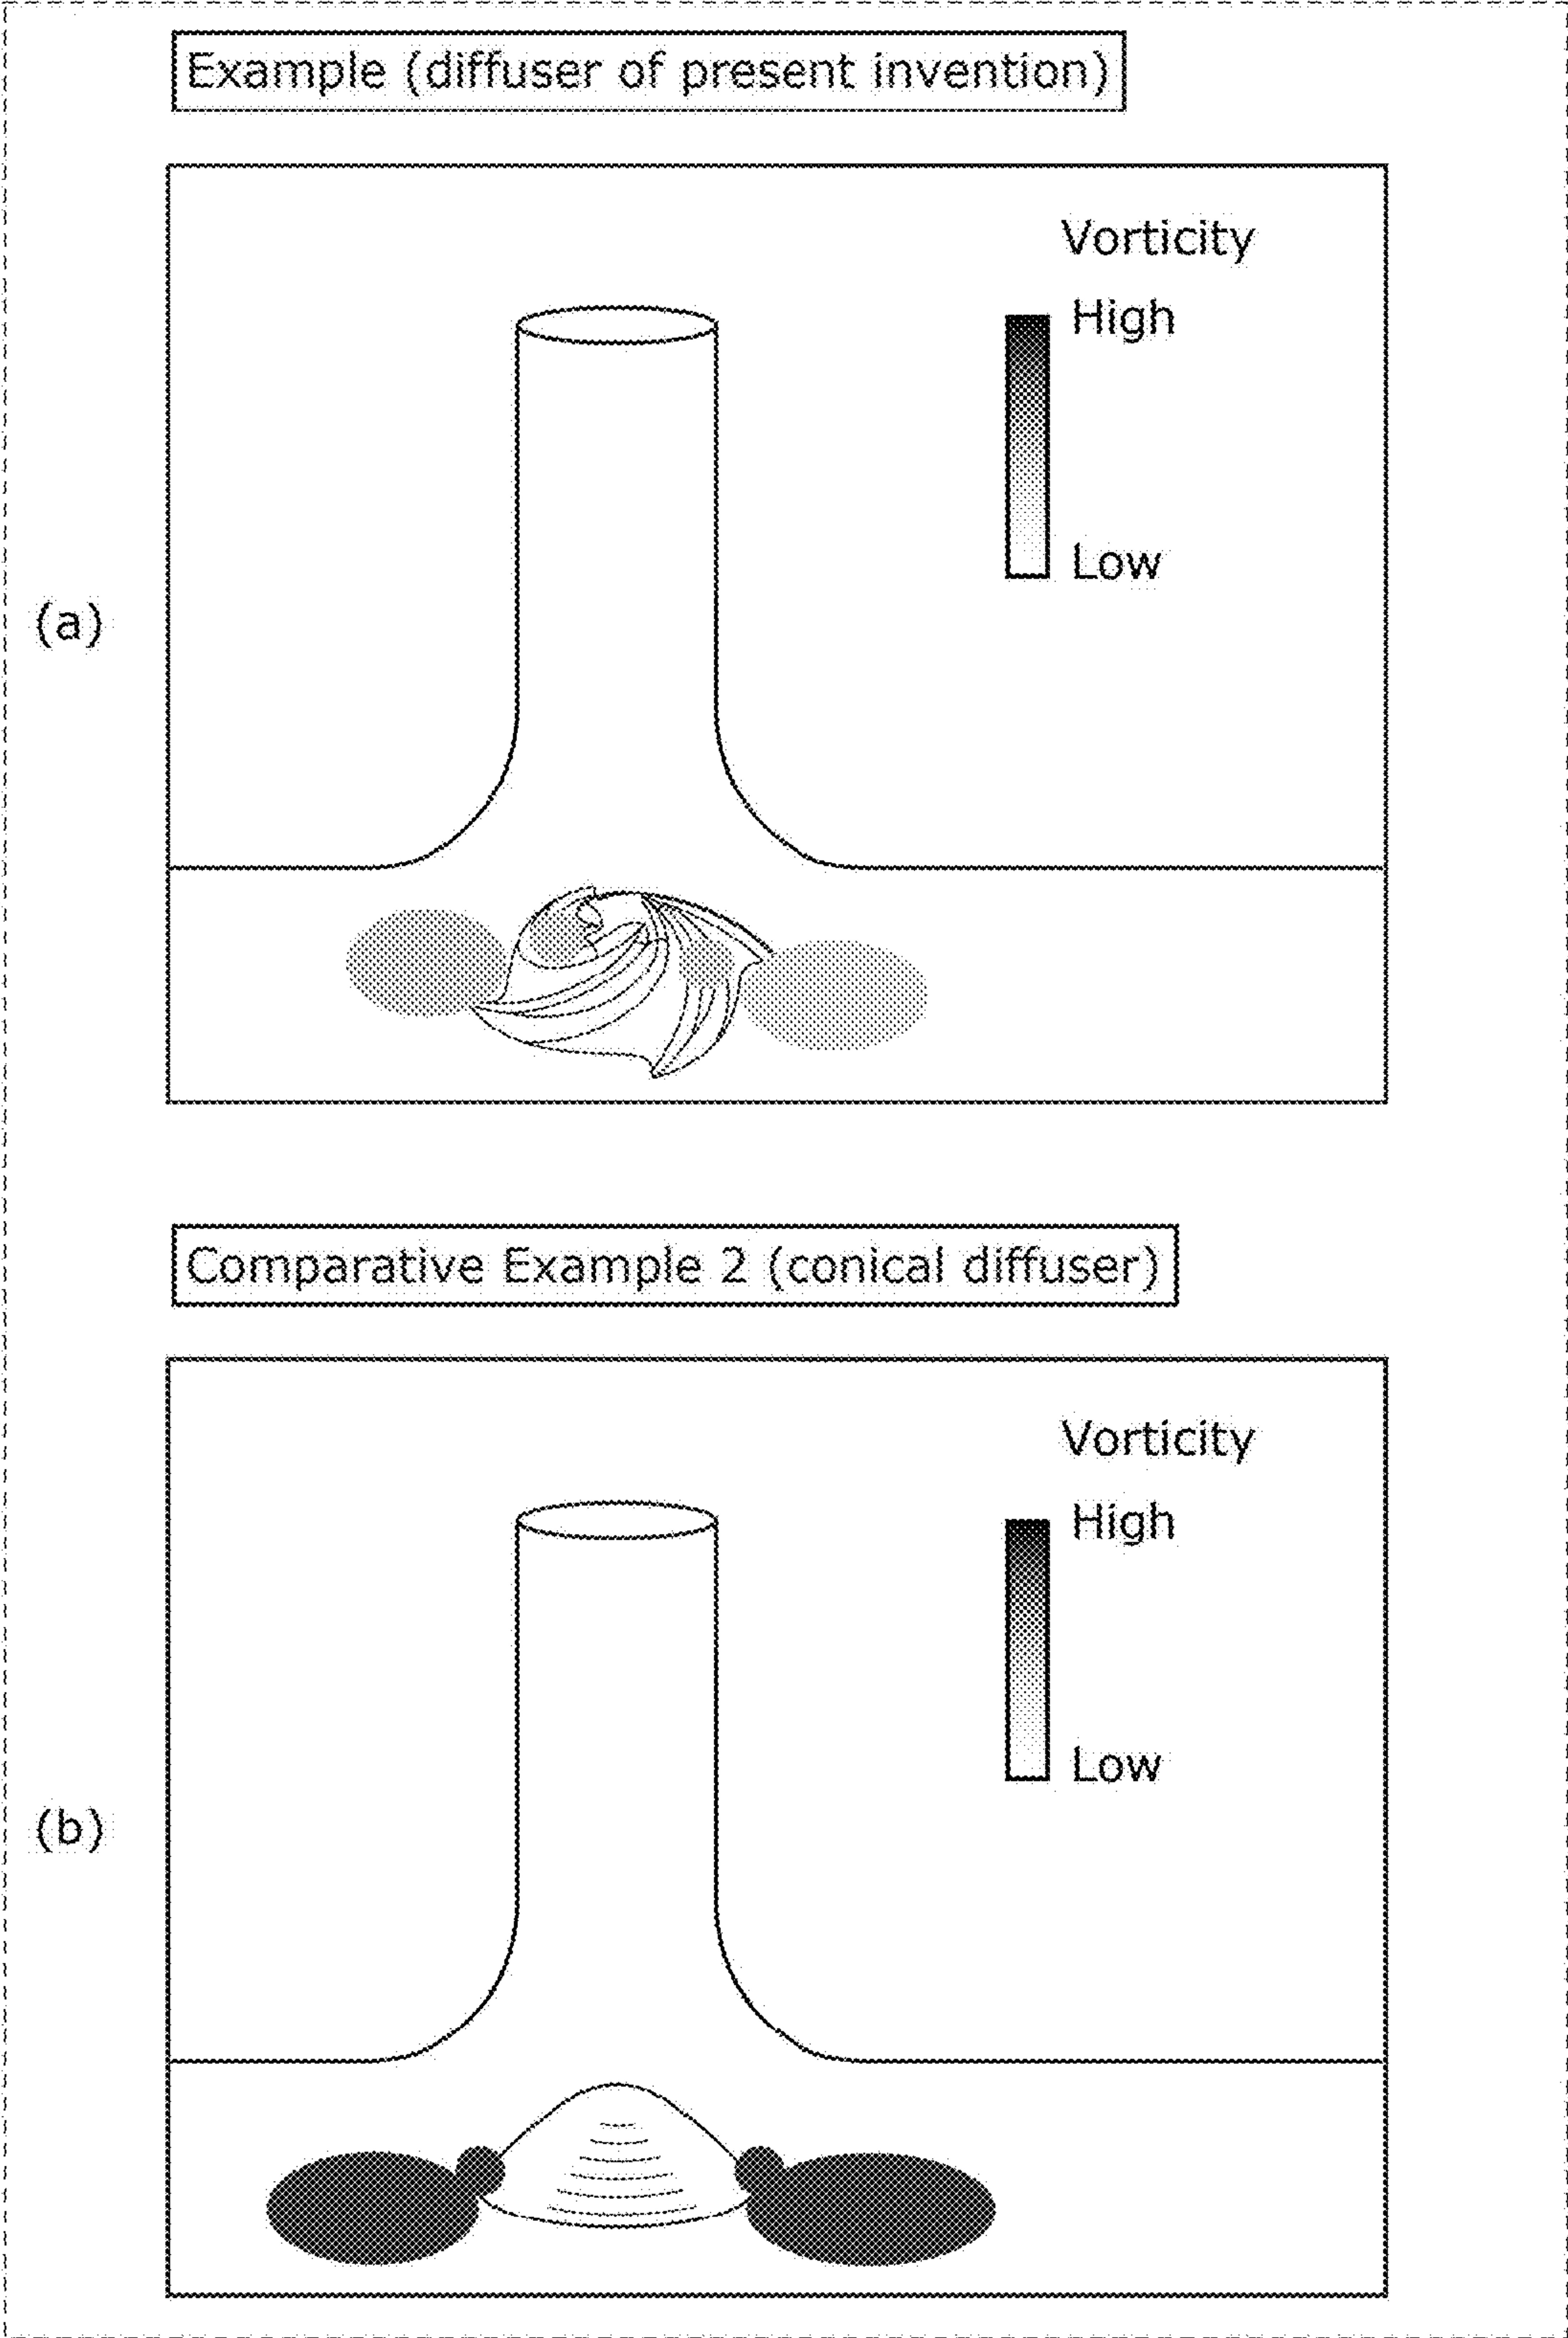 Example (diffuser of present invention)
Vorticity
High
Low
(a)
Comparative Example 2 (conical diffuser)
Vorticity
High
Low
(b)